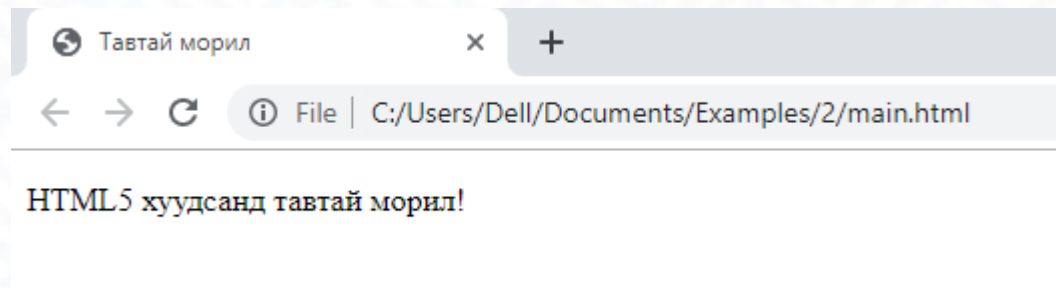 Тавтай морил
File C:/Users/Dell/Documents/Examples/2/main.html
HTML5 хуудсанд тавтай морил!